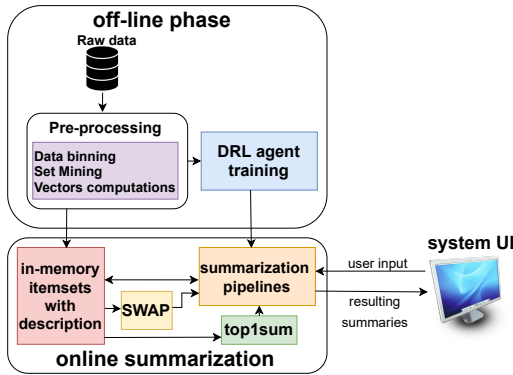 off-line phase
Raw data
Pre-processing
Data binning
Set Mining
Vectors computations
DRL agent
training
in-memory
itemsets
with
description
SWAP
summarization
pipelines
top1sum
online summarization
system UI
user input
resulting
summaries